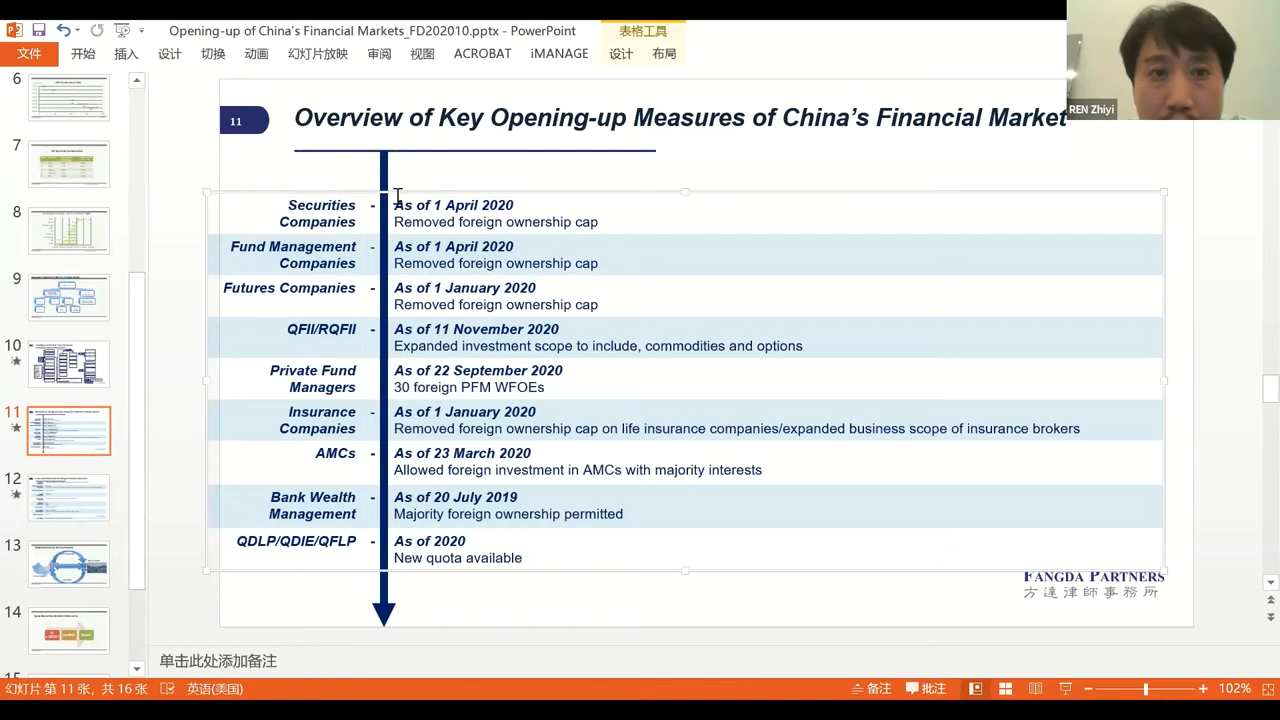 Opening-up of China's Financial Markets_FD202010.pptx - PowerPoint
表格工具
文件 开始 插入 设计 切换 动画 幻灯片放映 审阅 视图 ACROBAT iMANAGE 设计 布局
REN Zhiyi
6
7
8
9
10
11
12
13
14
15
11
Overview of Key Opening-up Measures of China's Financial Market
Securities Companies - As of 1 April 2020
Removed foreign ownership cap
Fund Management Companies - As of 1 April 2020
Removed foreign ownership cap
Futures Companies - As of 1 January 2020
Removed foreign ownership cap
QFII/RQFII - As of 11 November 2020
Expanded investment scope to include, commodities and options
Private Fund Managers - As of 22 September 2020
30 foreign PFM WFOEs
Insurance Companies - As of 1 January 2020
Removed foreign ownership cap on life insurance companies/expanded business scope of insurance brokers
AMCs - As of 23 March 2020
Allowed foreign investment in AMCs with majority interests
Bank Wealth Management - As of 20 July 2019
Majority foreign ownership permitted
QDLP/QDIE/QFLP - As of 2020
New quota available
FANGDA PARTNERS
方達律師事務所
单击此处添加备注
幻灯片 第 11 张，共 16 张 英语(美国) 备注 批注 102%